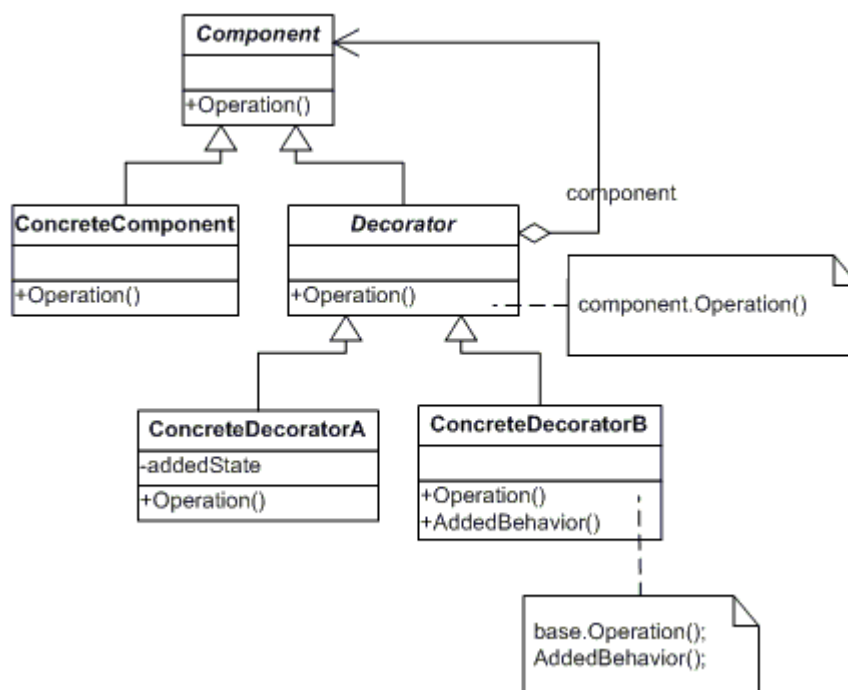 Component
+Operation()
component
ConcreteComponent
+Operation()
Decorator
+Operation()
component.Operation()
ConcreteDecoratorA
-addedState
+Operation()
ConcreteDecoratorB
+Operation()
+AddedBehavior()
base.Operation();
AddedBehavior();